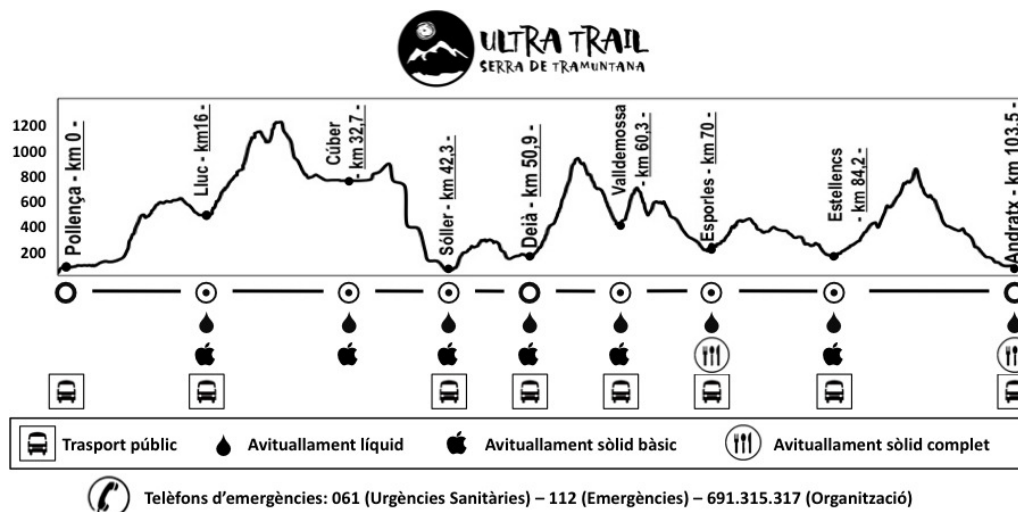 ULTRA TRAIL
SERRA DE TRAMUNTANA
1200
1000
800
600
400
200
Pollença - km 0 -
Lluc - km16 -
Cúber
- km 32,7 -
Sóller - km 42,3 -
Deià - km 50,9 -
Valldemossa
- km 60,3 -
Esporles - km 70 -
Estellencs
- km 84,2 -
Andratx - km 103,5 -
Trasport públic
Avituallament líquid
Avituallament sòlid bàsic
Avituallament sòlid complet
Telèfons d'emergències: 061 (Urgències Sanitàries) – 112 (Emergències) – 691.315.317 (Organització)